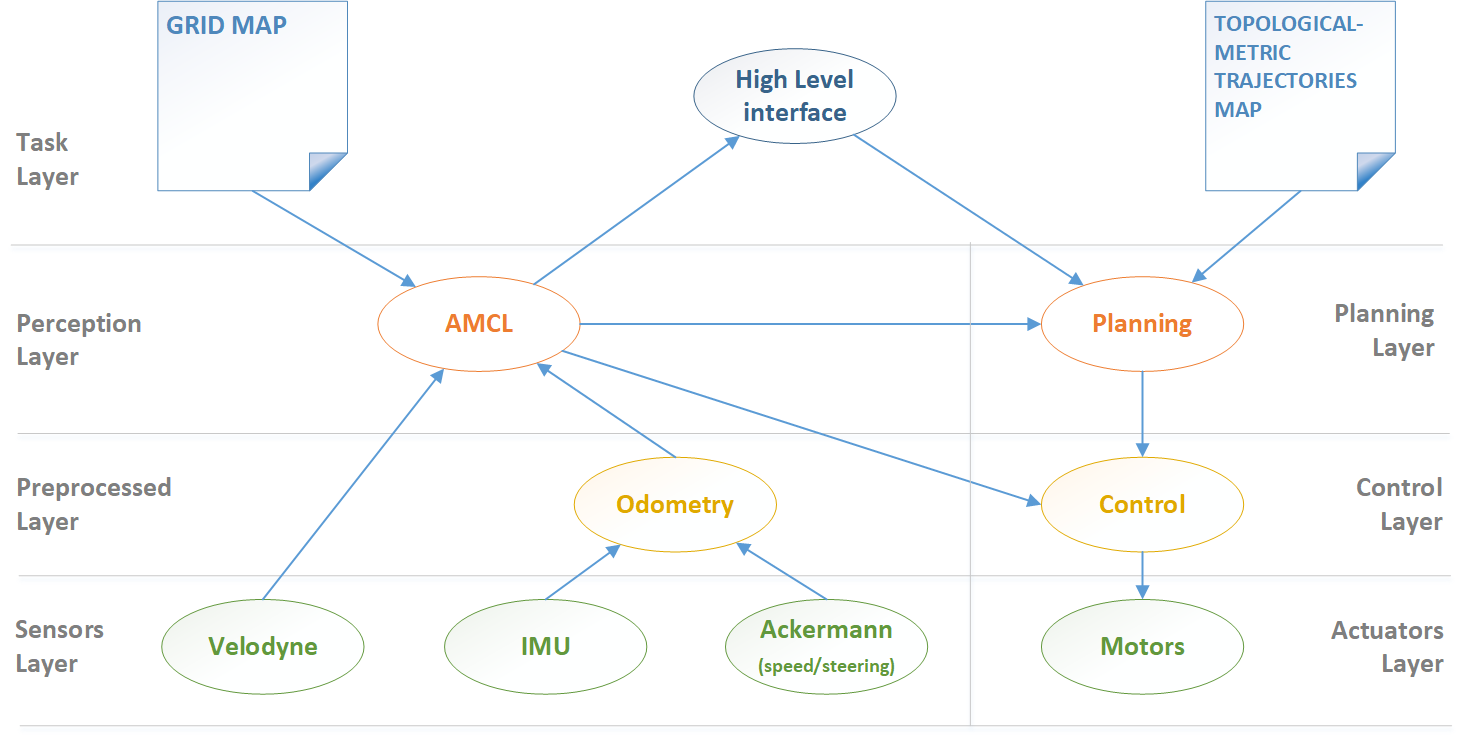 GRID MAP
TOPOLOGICAL-
METRIC
TRAJECTORIES
MAP
High Level
interface
Task
Layer
Perception
Layer
AMCL
Planning
Planning
Layer
Preprocessed
Layer
Odometry
Control
Control
Layer
Sensors
Layer
Velodyne
IMU
Ackermann
(speed/steering)
Motors
Actuators
Layer